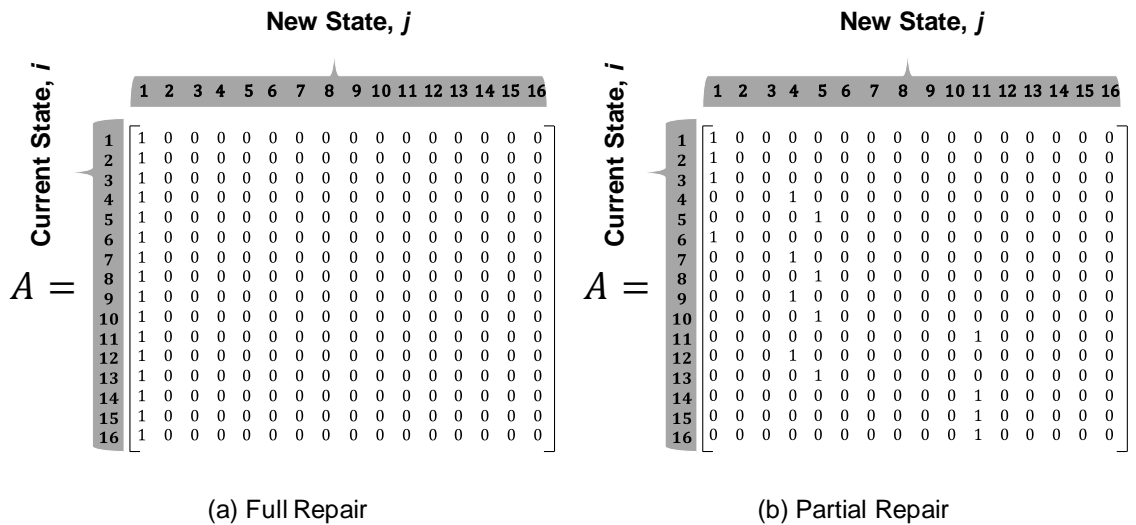 New State, j
Current State, i
1 2 3 4 5 6 7 8 9 10 11 12 13 14 15 16
A =
1 1 0 0 0 0 0 0 0 0 0 0 0 0 0 0 0
2 1 0 0 0 0 0 0 0 0 0 0 0 0 0 0 0
3 1 0 0 0 0 0 0 0 0 0 0 0 0 0 0 0
4 1 0 0 0 0 0 0 0 0 0 0 0 0 0 0 0
5 1 0 0 0 0 0 0 0 0 0 0 0 0 0 0 0
6 1 0 0 0 0 0 0 0 0 0 0 0 0 0 0 0
7 1 0 0 0 0 0 0 0 0 0 0 0 0 0 0 0
8 1 0 0 0 0 0 0 0 0 0 0 0 0 0 0 0
9 1 0 0 0 0 0 0 0 0 0 0 0 0 0 0 0
10 1 0 0 0 0 0 0 0 0 0 0 0 0 0 0 0
11 1 0 0 0 0 0 0 0 0 0 0 0 0 0 0 0
12 1 0 0 0 0 0 0 0 0 0 0 0 0 0 0 0
13 1 0 0 0 0 0 0 0 0 0 0 0 0 0 0 0
14 1 0 0 0 0 0 0 0 0 0 0 0 0 0 0 0
15 1 0 0 0 0 0 0 0 0 0 0 0 0 0 0 0
16 1 0 0 0 0 0 0 0 0 0 0 0 0 0 0 0
(a) Full Repair
New State, j
Current State, i
1 2 3 4 5 6 7 8 9 10 11 12 13 14 15 16
A =
1 1 0 0 0 0 0 0 0 0 0 0 0 0 0 0 0
2 1 0 0 0 0 0 0 0 0 0 0 0 0 0 0 0
3 1 0 0 0 0 0 0 0 0 0 0 0 0 0 0 0
4 0 0 0 1 0 0 0 0 0 0 0 0 0 0 0 0
5 0 0 0 0 1 0 0 0 0 0 0 0 0 0 0 0
6 1 0 0 0 0 0 0 0 0 0 0 0 0 0 0 0
7 0 0 0 1 0 0 0 0 0 0 0 0 0 0 0 0
8 0 0 0 0 1 0 0 0 0 0 0 0 0 0 0 0
9 0 0 0 1 0 0 0 0 0 0 0 0 0 0 0 0
10 0 0 0 0 1 0 0 0 0 0 0 0 0 0 0 0
11 0 0 0 0 0 0 0 0 0 0 1 0 0 0 0 0
12 0 0 0 1 0 0 0 0 0 0 0 0 0 0 0 0
13 0 0 0 0 1 0 0 0 0 0 0 0 0 0 0 0
14 0 0 0 0 0 0 0 0 0 0 1 0 0 0 0 0
15 0 0 0 0 0 0 0 0 0 0 1 0 0 0 0 0
16 0 0 0 0 0 0 0 0 0 0 1 0 0 0 0 0
(b) Partial Repair